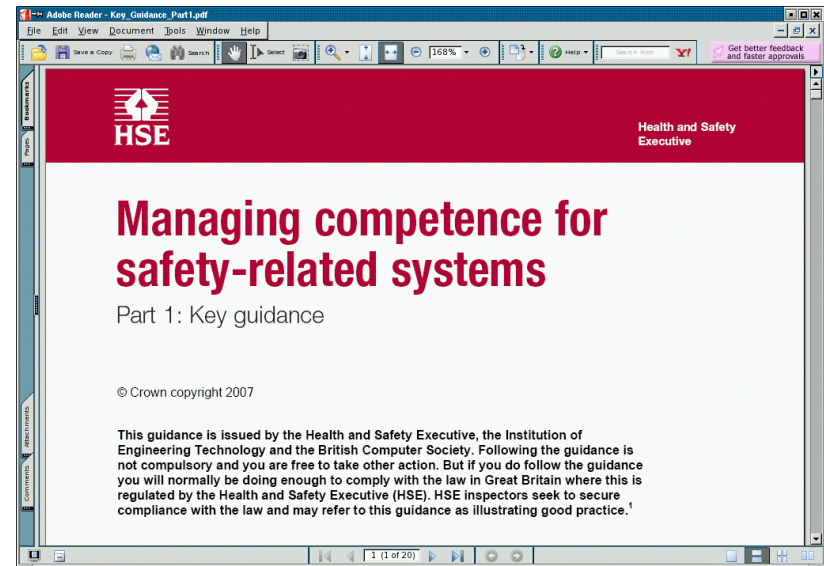 Adobe Reader - Key_Guidance_Part1.pdf
File Edit View Document Tools Window Help
Save a Copy Search Select 168% Help Search Web Y! Get better feedback
and faster approvals
Bookmarks
Pages
Attachments
Comments
HSE
Health and Safety
Executive
Managing competence for
safety-related systems
Part 1: Key guidance
© Crown copyright 2007
This guidance is issued by the Health and Safety Executive, the Institution of
Engineering Technology and the British Computer Society. Following the guidance is
not compulsory and you are free to take other action. But if you do follow the guidance
you will normally be doing enough to comply with the law in Great Britain where this is
regulated by the Health and Safety Executive (HSE). HSE inspectors seek to secure
compliance with the law and may refer to this guidance as illustrating good practice.¹
1 (1 of 20)